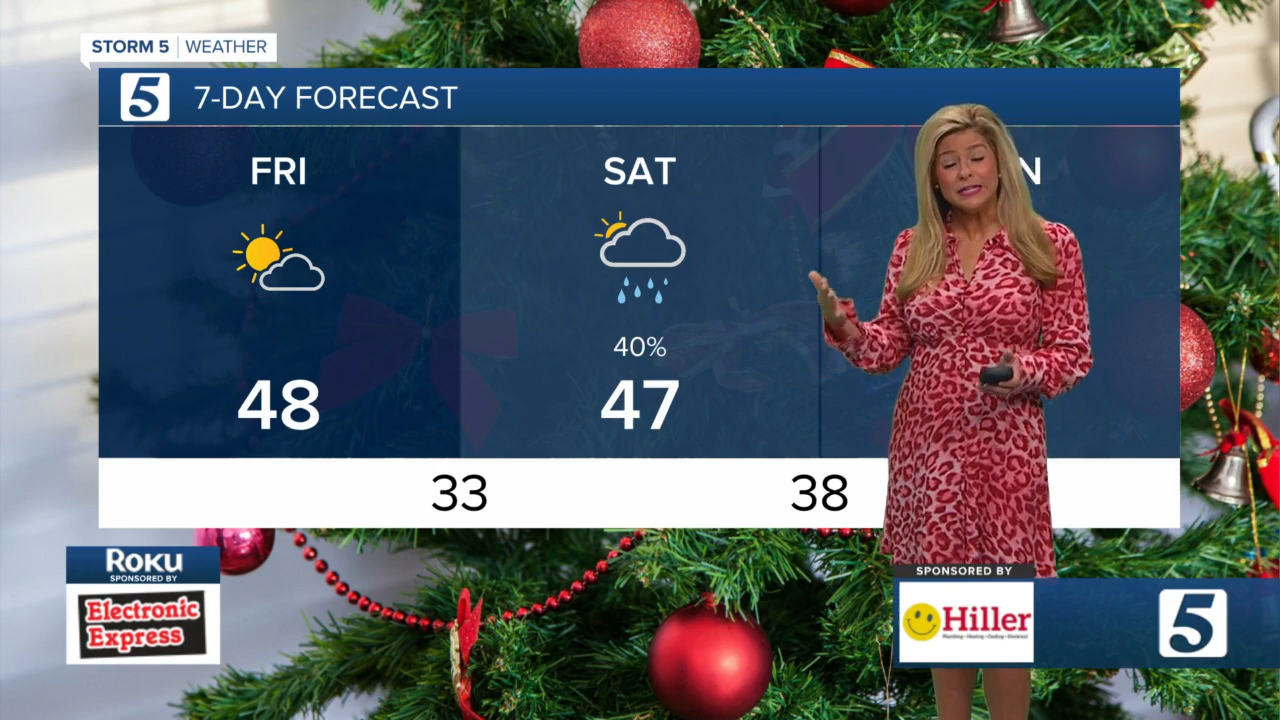 STORM 5 WEATHER
5 7-DAY FORECAST
FRI
SAT
N
40%
48
47
33
38
Roku
SPONSORED BY
Electronic
Express
SPONSORED BY
Hiller
Plumbing • Heating • Cooling • Electrical
5